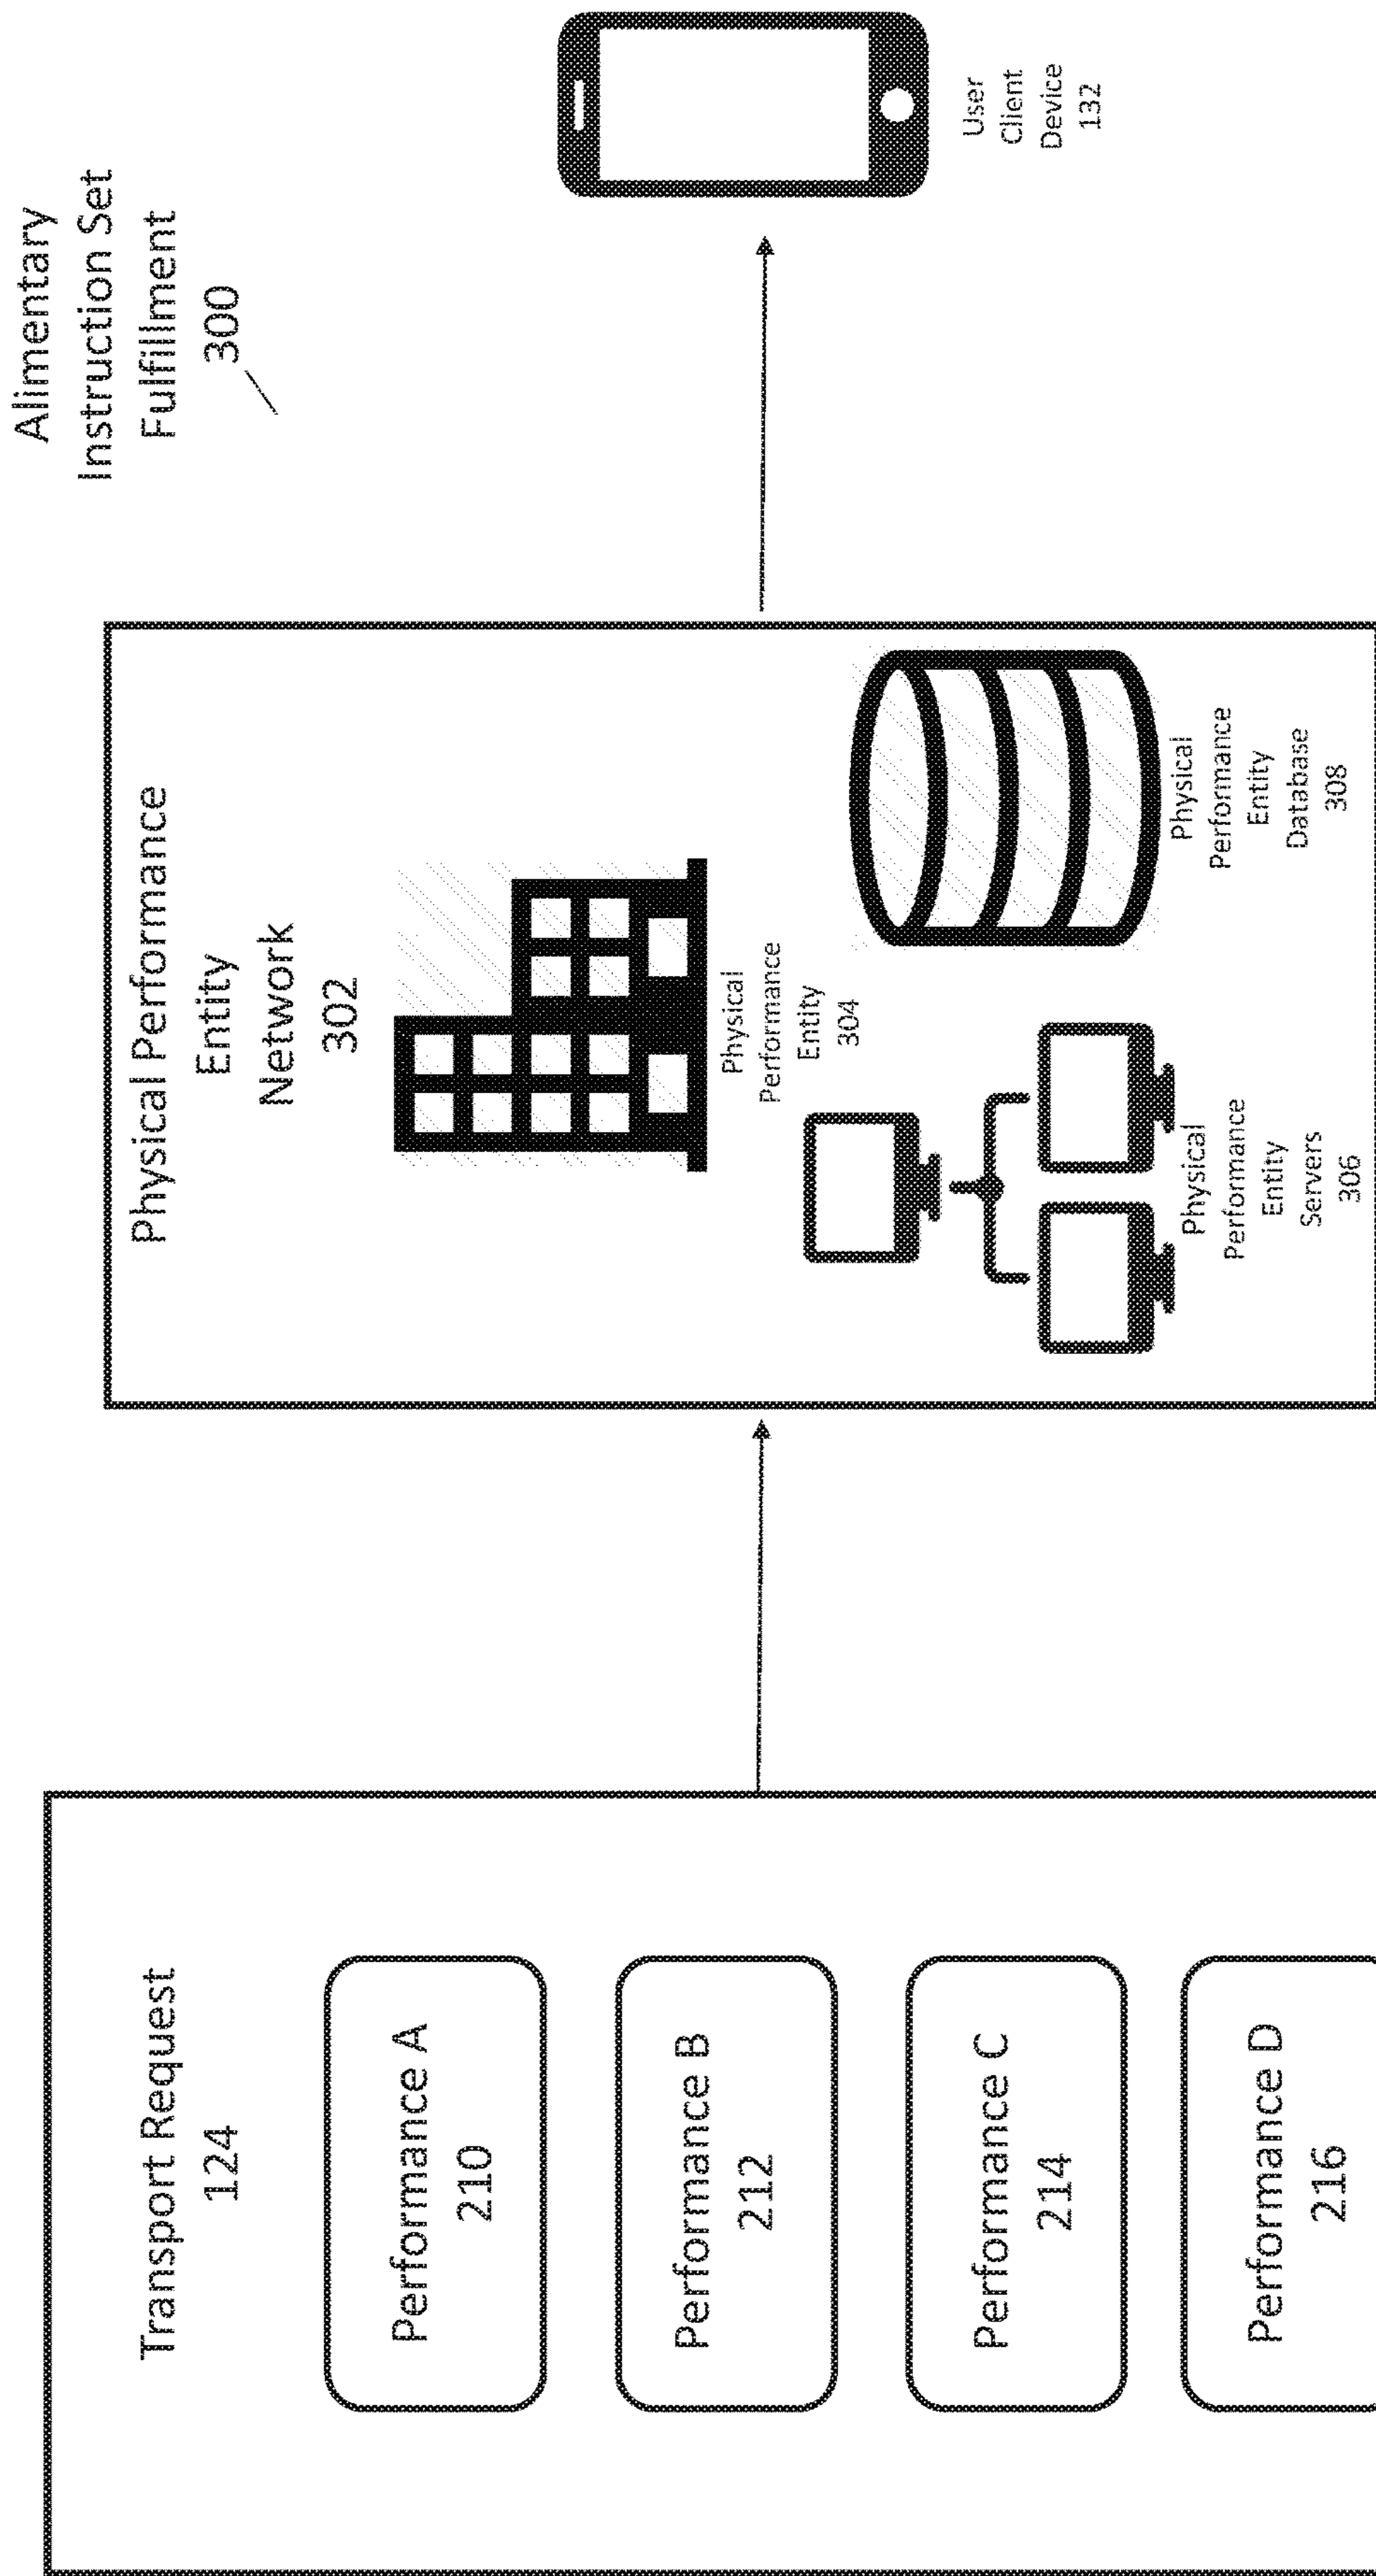 Alimentary
Instruction Set
Fulfillment
300
Transport Request
124
Performance A
210
Performance B
212
Performance C
214
Performance D
216
Physical Performance
Entity
Network
302
Physical
Performance
Entity
304
Physical
Performance
Entity
Servers
306
Physical
Performance
Entity
Database
308
User
Client
Device
132